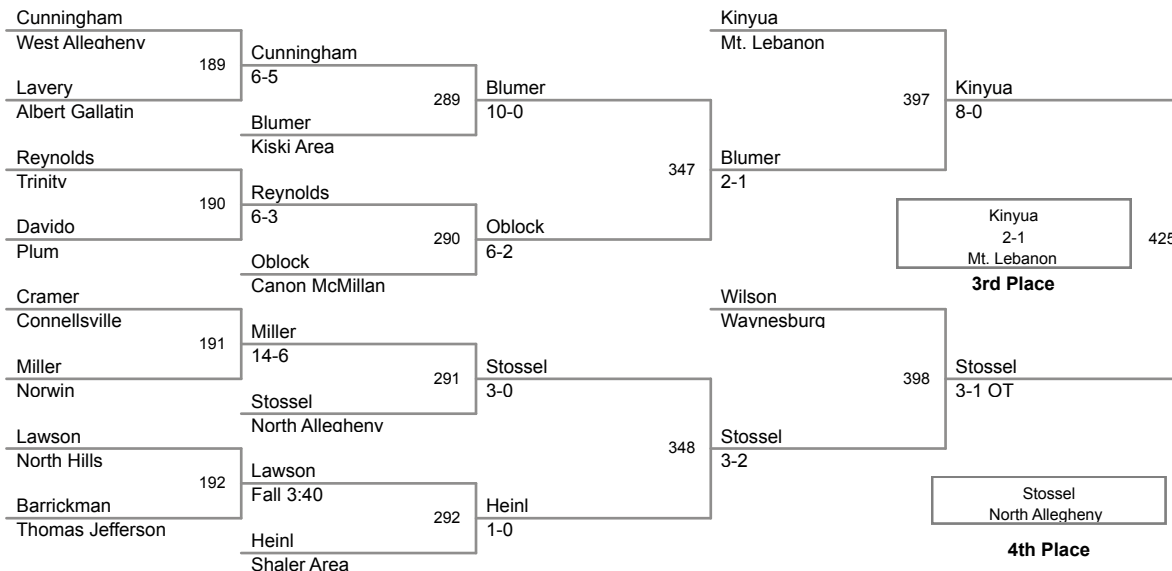 Cunningham
West Allegheny
189
Lavery
Albert Gallatin
Reynolds
Trinity
190
Davido
Plum
Cramer
Connellsville
191
Miller
Norwin
Lawson
North Hills
192
Barrickman
Thomas Jefferson
Cunningham
6-5
289
Blumer
Kiski Area
Reynolds
6-3
290
Oblock
Canon McMillan
Miller
14-6
291
Stossel
North Allegheny
Lawson
Fall 3:40
292
Heinl
Shaler Area
Blumer
10-0
347
Oblock
6-2
Stossel
3-0
348
Heinl
1-0
Kinyua
Mt. Lebanon
397
Blumer
2-1
Wilson
Waynesburg
398
Stossel
3-2
Kinyua
8-0
Kinyua
2-1
Mt. Lebanon
425
3rd Place
Stossel
3-1 OT
Stossel
North Allegheny
4th Place